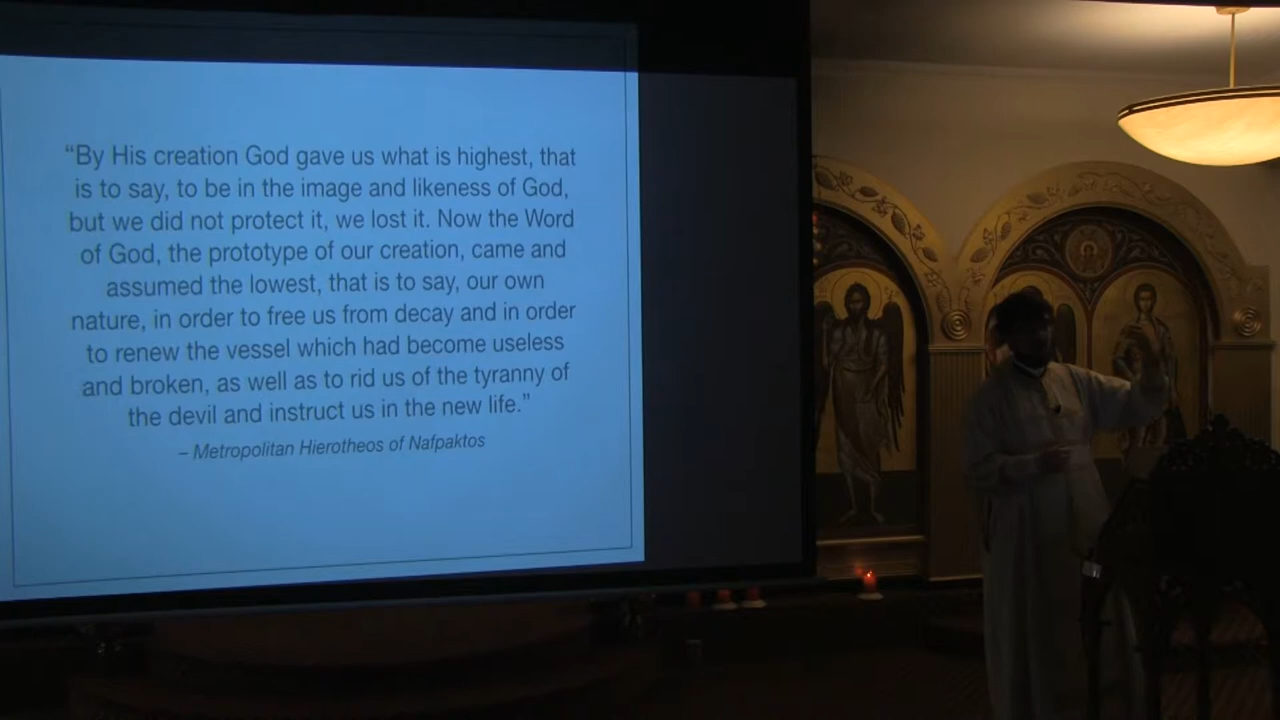 “By His creation God gave us what is highest, that
is to say, to be in the image and likeness of God,
but we did not protect it, we lost it. Now the Word
of God, the prototype of our creation, came and
assumed the lowest, that is to say, our own
nature, in order to free us from decay and in order
to renew the vessel which had become useless
and broken, as well as to rid us of the tyranny of
the devil and instruct us in the new life.”
– Metropolitan Hierotheos of Nafpaktos